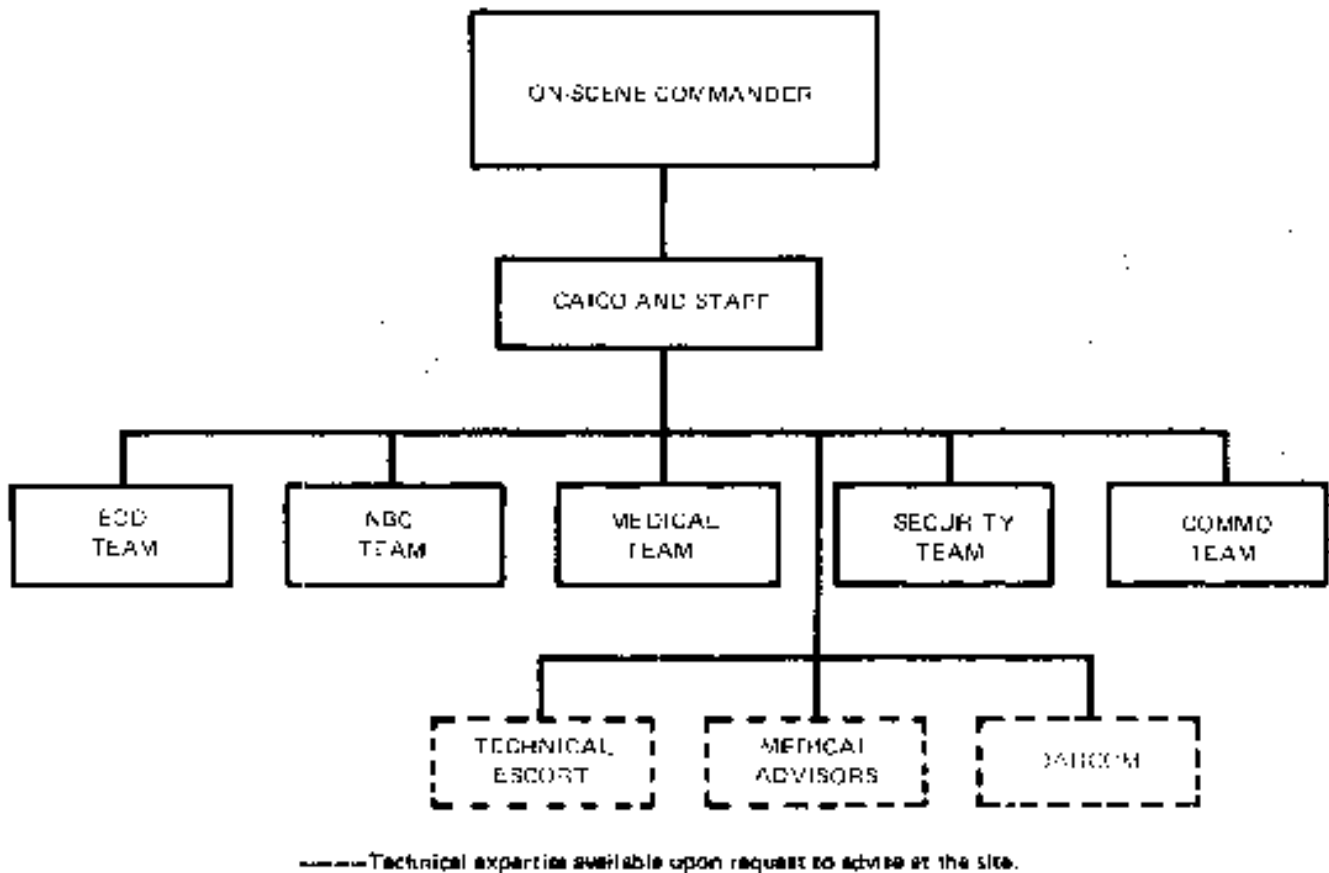 ON-SCENE COMMANDER
CAICO AND STAFF
EOD
TEAM
NBC
TEAM
MEDICAL
TEAM
SECURITY
TEAM
COMMO
TEAM
TECHNICAL
ESCORT
MEDICAL
ADVISORS
DARCOM
------ Technical expertise available upon request to advise at the site.